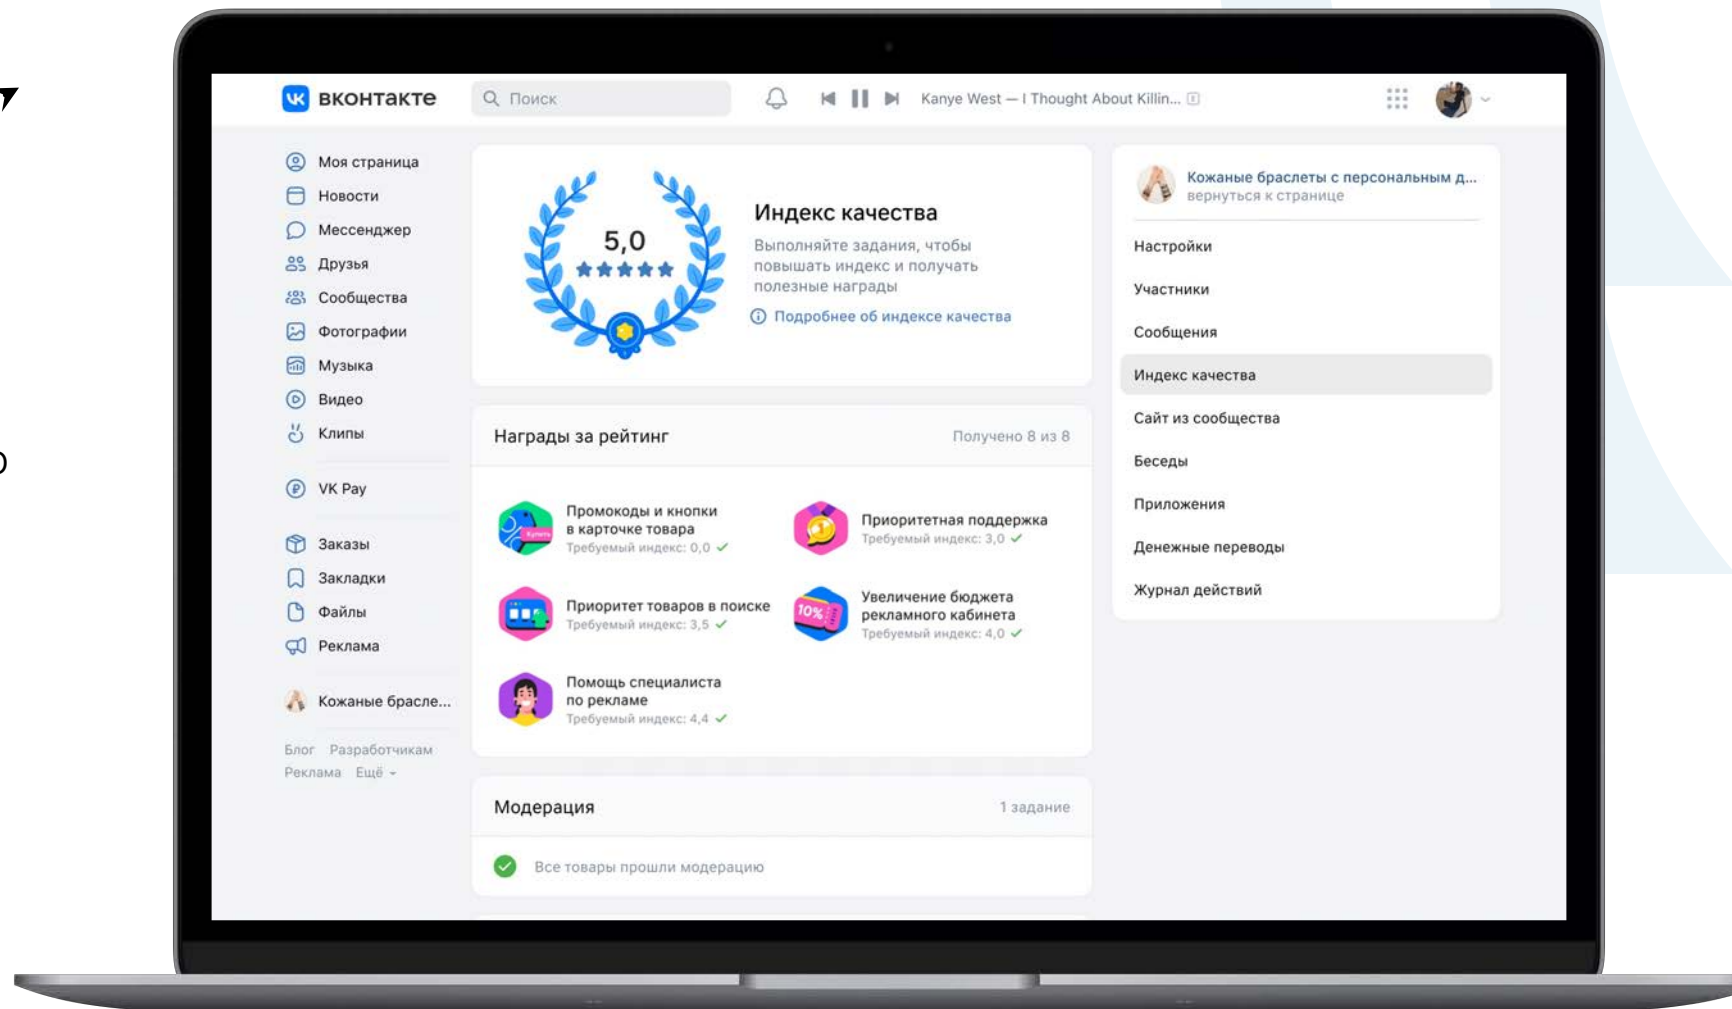 вконтакте
Поиск
Kanye West — I Thought About Killin... E
Моя страница
Новости
Мессенджер
Друзья
Сообщества
Фотографии
Музыка
Видео
Клипы
VK Pay
Заказы
Закладки
Файлы
Реклама
Кожаные брасле...
Блог Разработчикам
Реклама Ещё
5,0
Индекс качества
Выполняйте задания, чтобы
повышать индекс и получать
полезные награды
Подробнее об индексе качества
Награды за рейтинг
Получено 8 из 8
Промокоды и кнопки
в карточке товара
Требуемый индекс: 0,0
Купить
Приоритетная поддержка
Требуемый индекс: 3,0
Приоритет товаров в поиске
Требуемый индекс: 3,5
10%
Увеличение бюджета
рекламного кабинета
Требуемый индекс: 4,0
Помощь специалиста
по рекламе
Требуемый индекс: 4,4
Модерация
1 задание
Все товары прошли модерацию
Кожаные браслеты с персональным д...
вернуться к странице
Настройки
Участники
Сообщения
Индекс качества
Сайт из сообщества
Беседы
Приложения
Денежные переводы
Журнал действий